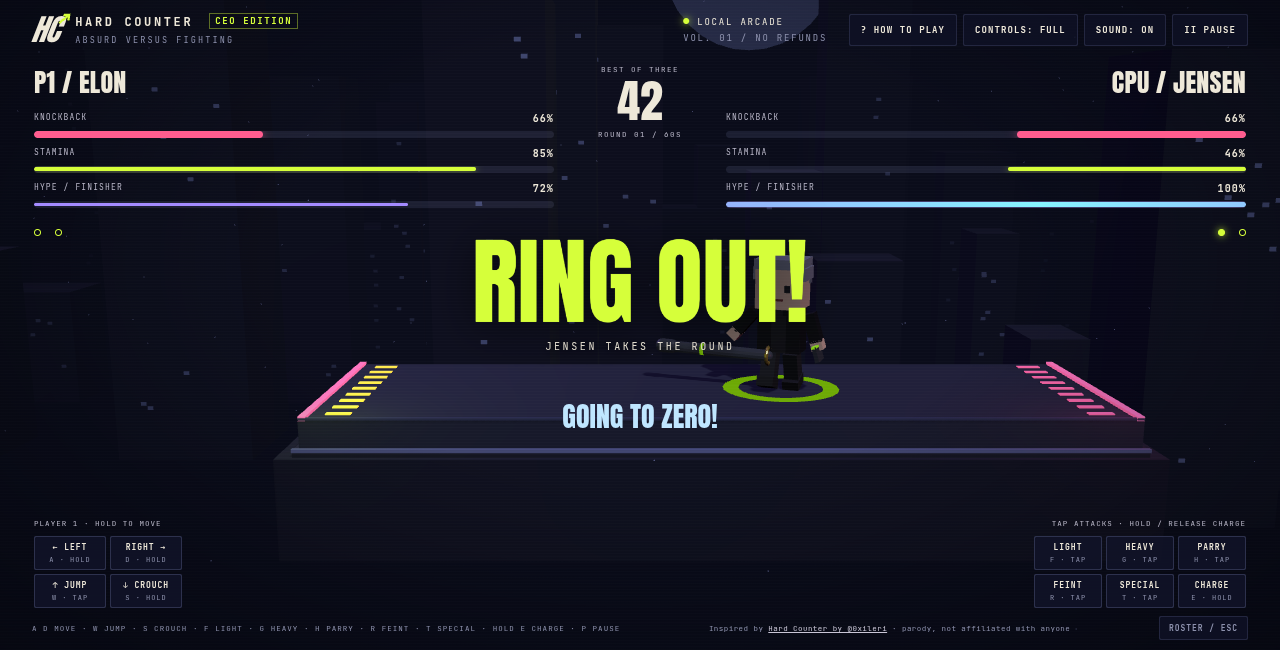 HC HARD COUNTER CEO EDITION
ABSURD VERSUS FIGHTING
LOCAL ARCADE
VOL. 01 / NO REFUNDS
? HOW TO PLAY
CONTROLS: FULL
SOUND: ON
II PAUSE
P1 / ELON
KNOCKBACK 66%
STAMINA 85%
HYPE / FINISHER 72%
BEST OF THREE
42
ROUND 01 / 60S
CPU / JENSEN
KNOCKBACK 66%
STAMINA 46%
HYPE / FINISHER 100%
RING OUT!
JENSEN TAKES THE ROUND
GOING TO ZERO!
PLAYER 1 · HOLD TO MOVE
← LEFT
A · HOLD
RIGHT →
D · HOLD
↑ JUMP
W · TAP
↓ CROUCH
S · HOLD
TAP ATTACKS · HOLD / RELEASE CHARGE
LIGHT
F · TAP
HEAVY
G · TAP
PARRY
H · TAP
FEINT
R · TAP
SPECIAL
T · TAP
CHARGE
E · HOLD
A D MOVE · W JUMP · S CROUCH · F LIGHT · G HEAVY · H PARRY · R FEINT · T SPECIAL · HOLD E CHARGE · P PAUSE
Inspired by Hard Counter by @0xileri · parody, not affiliated with anyone ·
ROSTER / ESC